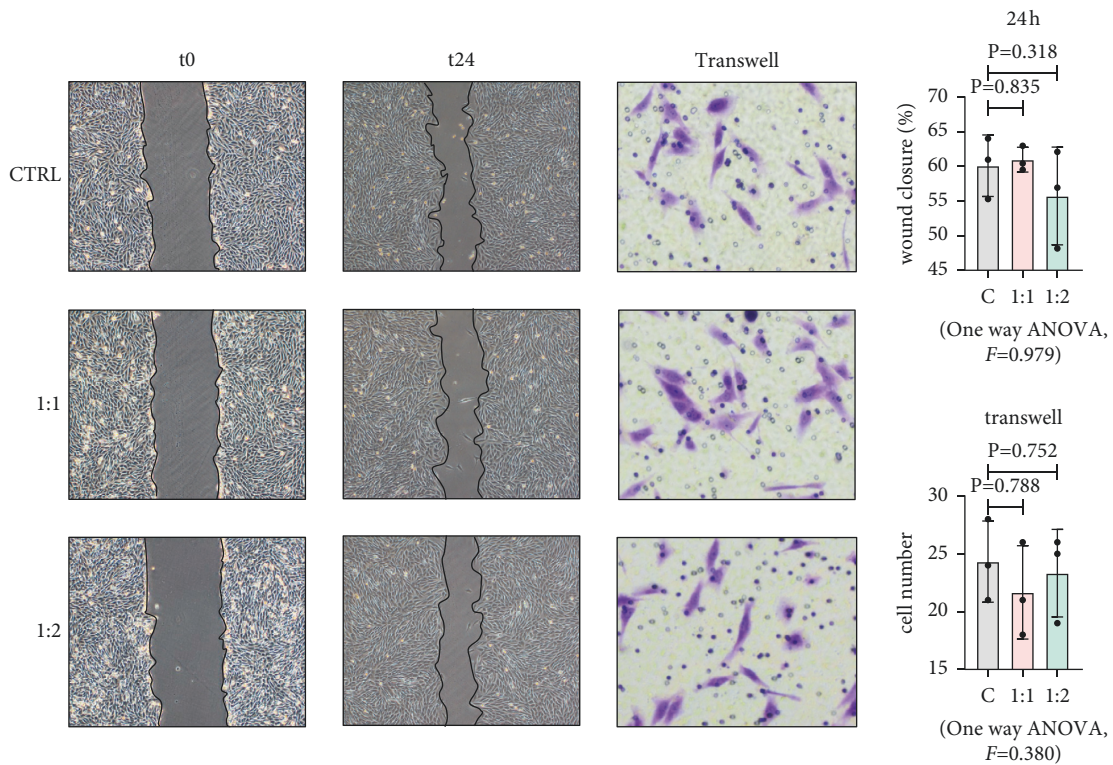 t0
t24
Transwell
CTRL
1:1
1:2
24 h
P=0.318
P=0.835
wound closure (%)
70
65
60
55
50
45
C 1:1 1:2
(One way ANOVA,
F=0.979)
transwell
P=0.752
P=0.788
cell number
30
25
20
15
C 1:1 1:2
(One way ANOVA,
F=0.380)